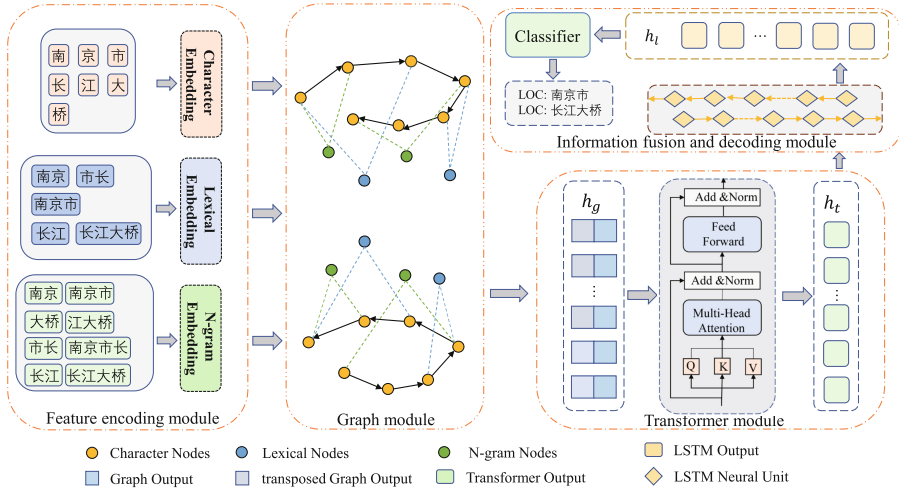 南 京 市
长 江 大
桥
Character
Embedding
南京 市长
南京市
长江 长江大桥
Lexical
Embedding
南京 南京市
大桥 江大桥
市长 南京市长
长江 长江大桥
N-gram
Embedding
Feature encoding module
Graph module
Classifier
h_l
...
LOC: 南京市
LOC: 长江大桥
Information fusion and decoding module
h_g
Add &Norm
Feed
Forward
Add &Norm
Multi-Head
Attention
Q K V
h_t
Transformer module
Character Nodes
Lexical Nodes
N-gram Nodes
LSTM Output
Graph Output
transposed Graph Output
Transformer Output
LSTM Neural Unit